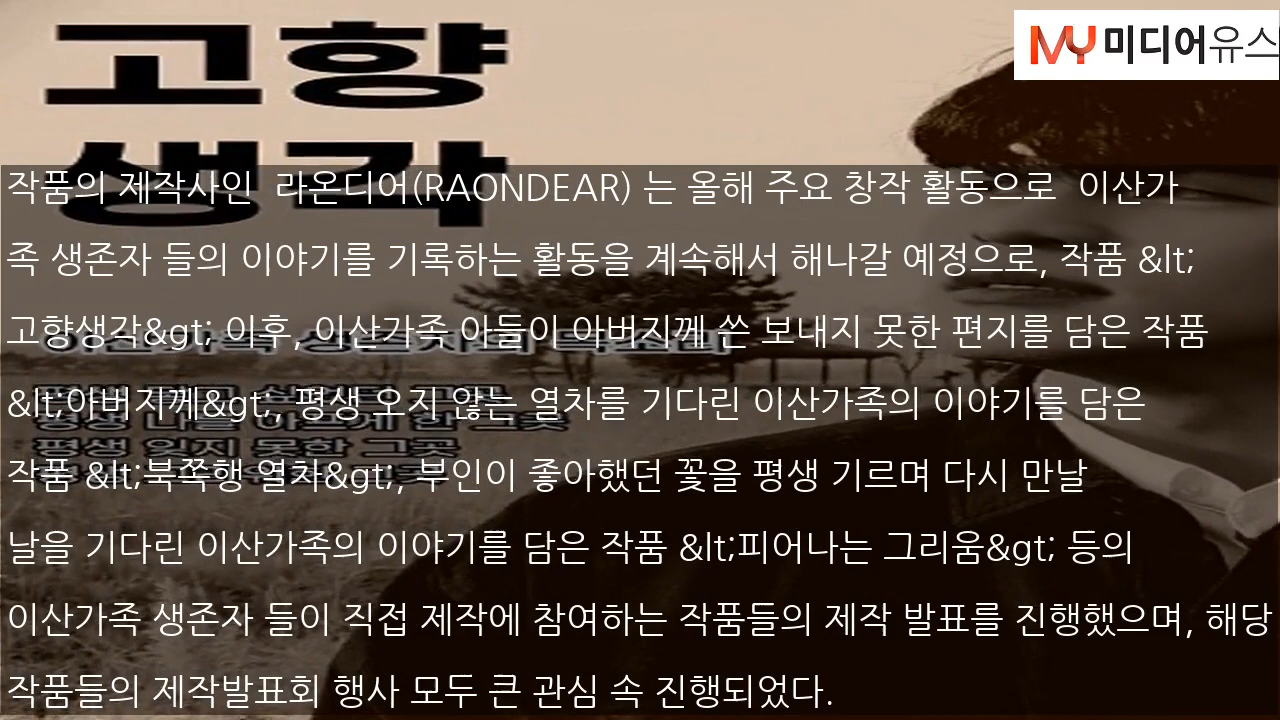 고향
생각
MY 미디어유스
작품의 제작사인  라온디어(RAONDEAR) 는 올해 주요 창작 활동으로  이산가
족 생존자 들의 이야기를 기록하는 활동을 계속해서 해나갈 예정으로, 작품 &lt;
고향생각&gt; 이후, 이산가족 아들이 아버지께 쓴 보내지 못한 편지를 담은 작품
&lt;아버지께&gt;, 평생 오지 않는 열차를 기다린 이산가족의 이야기를 담은
작품 &lt;북쪽행 열차&gt;, 부인이 좋아했던 꽃을 평생 기르며 다시 만날
날을 기다린 이산가족의 이야기를 담은 작품 &lt;피어나는 그리움&gt; 등의
이산가족 생존자 들이 직접 제작에 참여하는 작품들의 제작 발표를 진행했으며, 해당
작품들의 제작발표회 행사 모두 큰 관심 속 진행되었다.
평생 잊지 못한 그곳